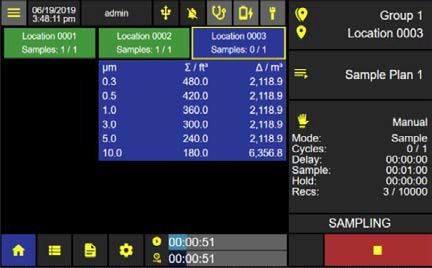 06/19/2019
3:48:11 pm
admin
Group 1
Location 0003
Location 0001
Samples: 1 / 1
Location 0002
Samples: 1 / 1
Location 0003
Samples: 0 / 1
µm Σ / ft³ Δ / m³
0.3 480.0 2,118.9
0.5 420.0 2,118.9
1.0 360.0 2,118.9
3.0 300.0 2,118.9
5.0 240.0 2,118.9
10.0 180.0 6,356.8
Sample Plan 1
Manual
Mode: Sample
Cycles: 0 / 1
Delay: 00:00:00
Sample: 00:01:00
Hold: 00:00:00
Recs: 3 / 10000
SAMPLING
00:00:51
00:00:51